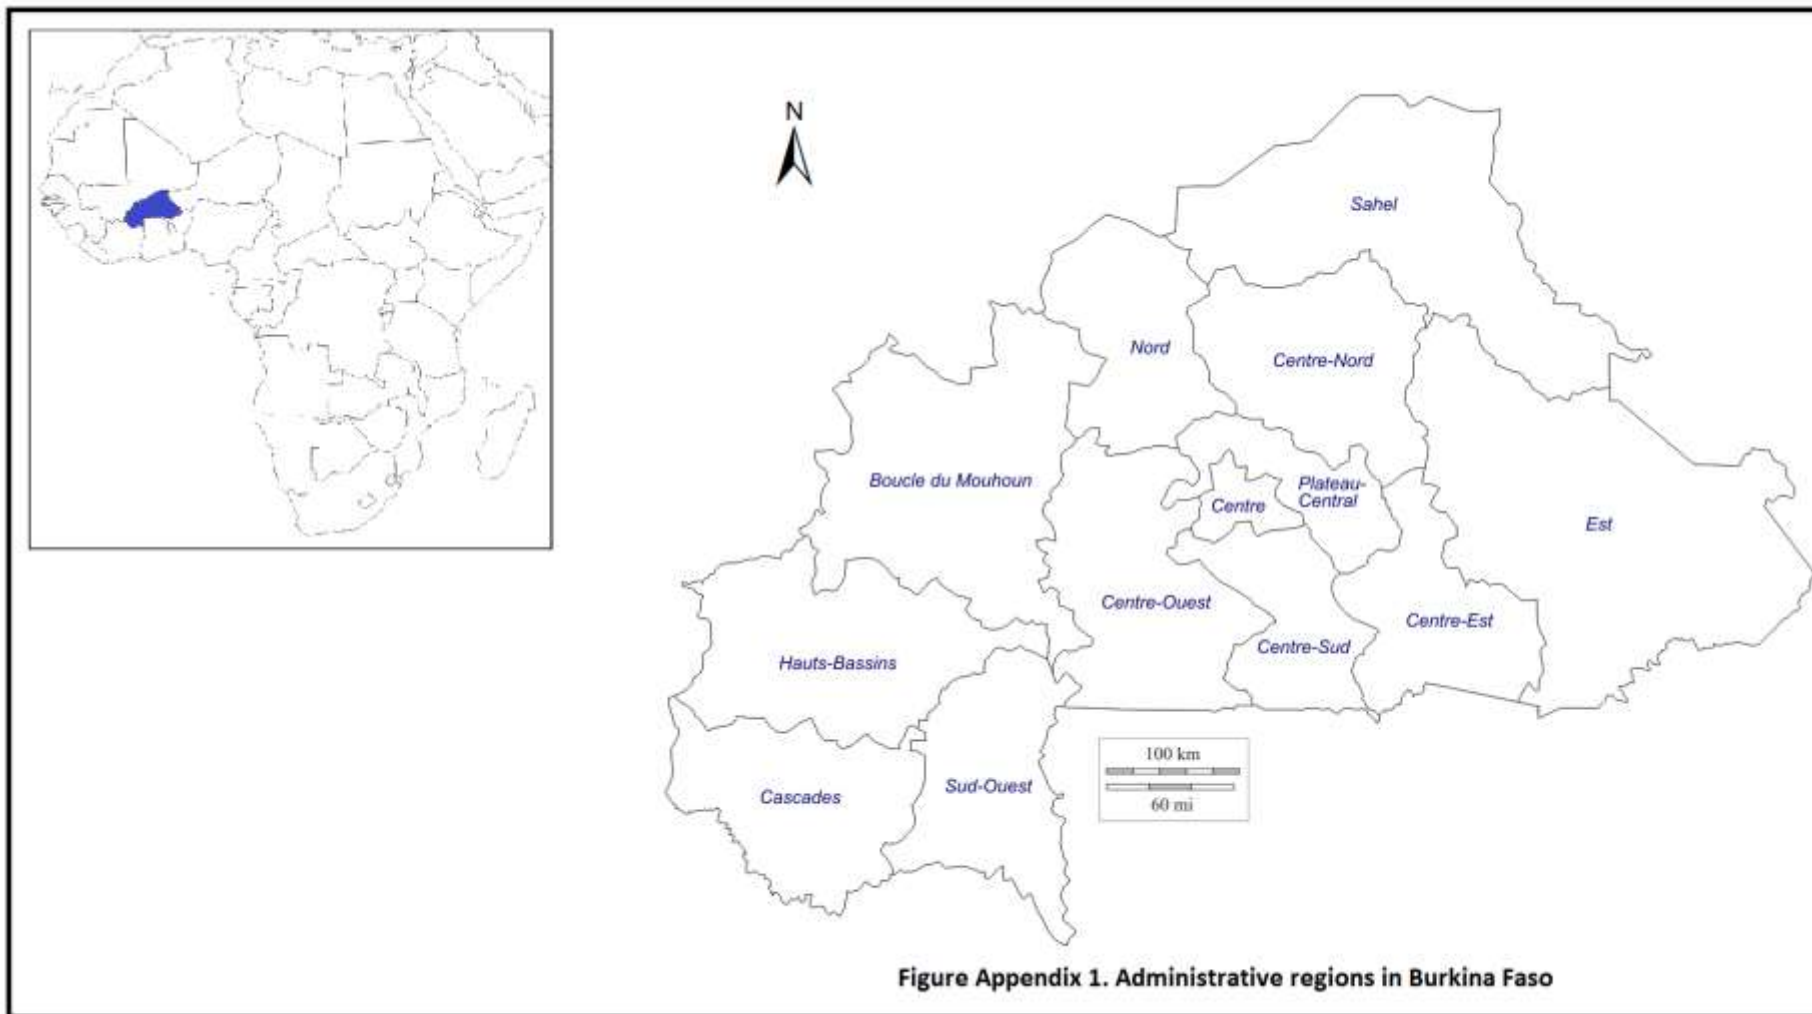 N
Sahel
Nord
Centre-Nord
Boucle du Mouhoun
Plateau-
Central
Centre
Est
Centre-Ouest
Centre-Est
Centre-Sud
Hauts-Bassins
Sud-Ouest
Cascades
100 km
60 mi
Figure Appendix 1. Administrative regions in Burkina Faso